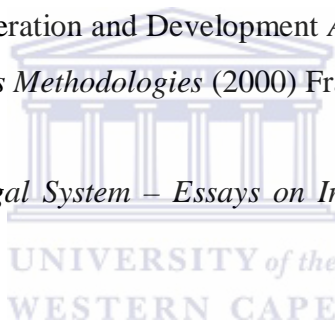 eration and Development A
s Methodologies (2000) Fr
gal System – Essays on In
UNIVERSITY of the
WESTERN CAPE